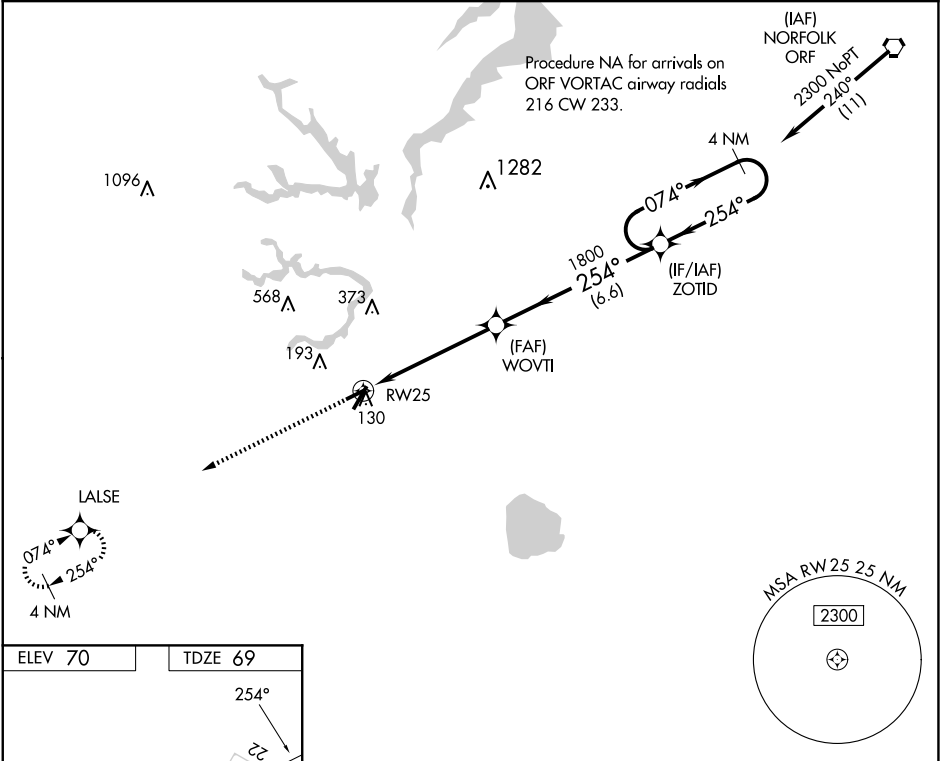 (IAF)
NORFOLK
ORF
Procedure NA for arrivals on
ORF VORTAC airway radials
216 CW 233.
2300 NoPT
240°
(11)
4 NM
1096
1282
074°
254°
(IF/IAF)
ZOTID
1800
254°
(6.6)
568
373
193
(FAF)
WOVTI
RW25
130
LALSE
074°
254°
4 NM
MSA RW25 25 NM
2300
ELEV 70
TDZE 69
254°
22